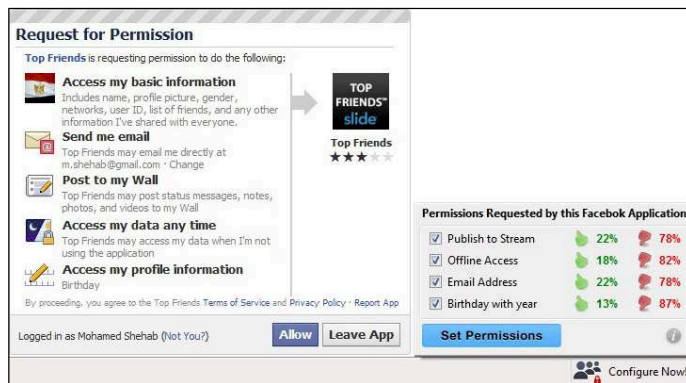 Request for Permission
Top Friends is requesting permission to do the following:
Access my basic information
Includes name, profile picture, gender,
networks, user ID, list of friends, and any other
information I've shared with everyone.
Send me email
Top Friends may email me directly at
m.shehab@gmail.com · Change
Post to my Wall
Top Friends may post status messages, notes,
photos, and videos to my Wall
Access my data any time
Top Friends may access my data when I'm not
using the application
Access my profile information
Birthday
TOP
FRIENDS™
slide
Top Friends
By proceeding, you agree to the Top Friends Terms of Service and Privacy Policy · Report App
Logged in as Mohamed Shehab (Not You?)
Allow
Leave App
Permissions Requested by this Facebok Application
Publish to Stream 22% 78%
Offline Access 18% 82%
Email Address 22% 78%
Birthday with year 13% 87%
Set Permissions
Configure Now!